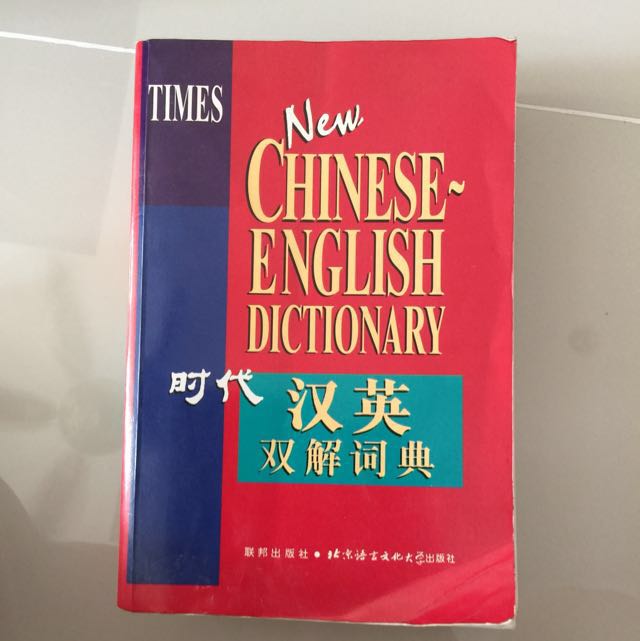 TIMES
New
CHINESE~
ENGLISH
DICTIONARY
时代
汉英
双解词典
联邦出版社·北京语言文化大学出版社